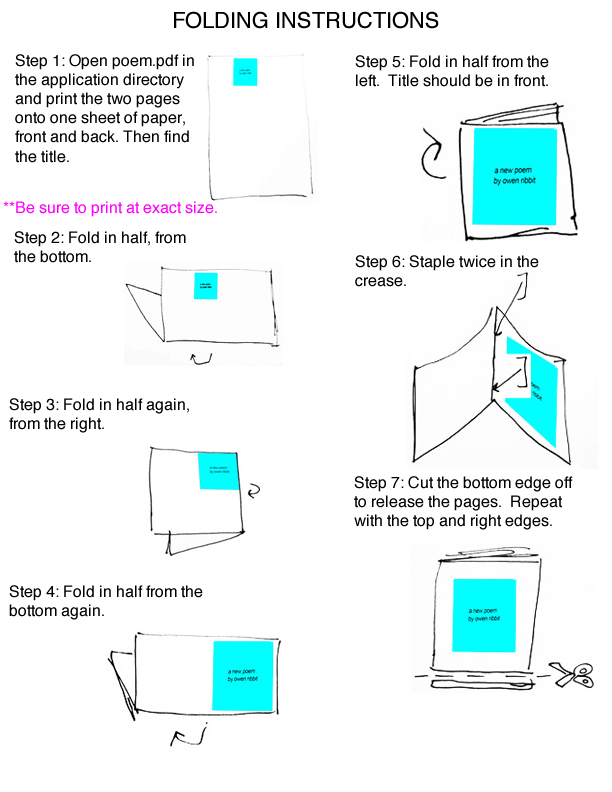 FOLDING INSTRUCTIONS
Step 1: Open poem.pdf in
the application directory
and print the two pages
onto one sheet of paper,
front and back. Then find
the title.
**Be sure to print at exact size.
Step 2: Fold in half, from
the bottom.
Step 3: Fold in half again,
from the right.
a new poem
by owen ribbit
Step 4: Fold in half from the
bottom again.
a new poem
by owen ribbit
Step 5: Fold in half from the
left. Title should be in front.
a new poem
by owen ribbit
Step 6: Staple twice in the
crease.
oem
ribbit
Step 7: Cut the bottom edge off
to release the pages. Repeat
with the top and right edges.
a new poem
by owen ribbit